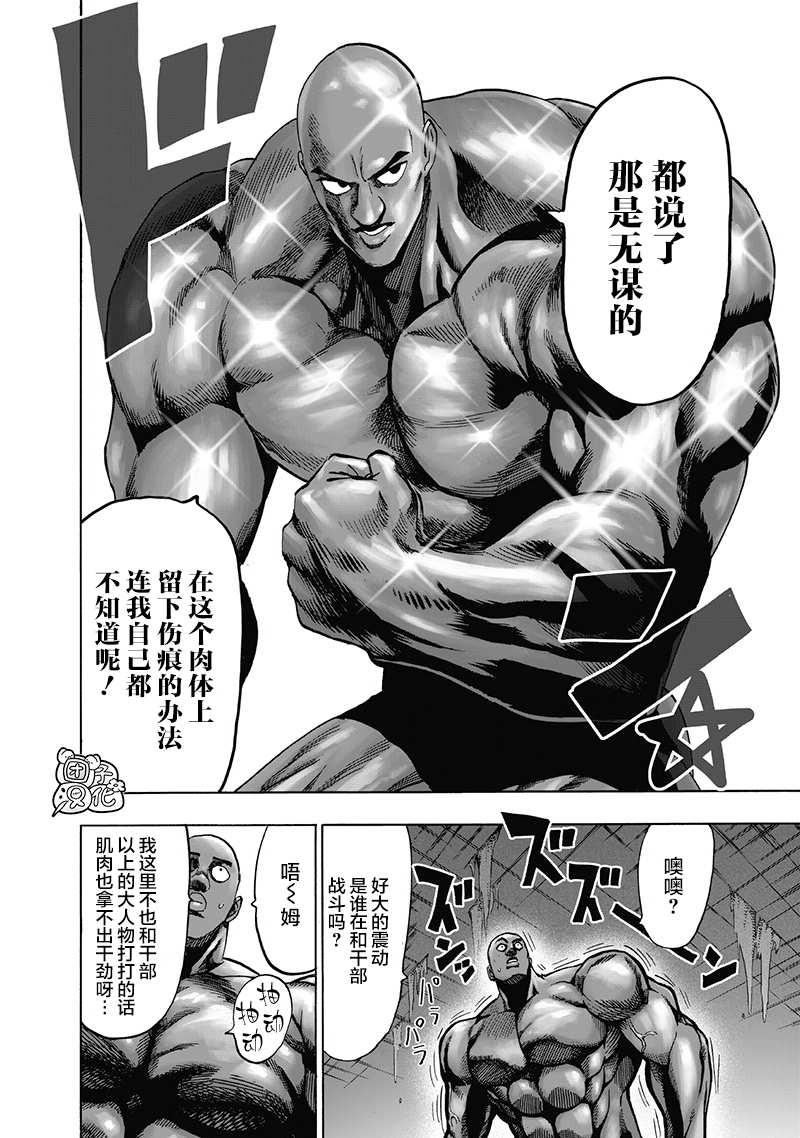 ド
都说了
那是无谋的
在这个肉体上
留下伤痕的办法
连我自己都
不知道呢！
团子
汉化
噢噢？
ズズズッ
パラ
パラ
好大的震动
是谁在和干部
战斗吗？
唔～姆
抽动
抽动
我这里不也和干部
以上的大人物打打的话
肌肉也拿不出干劲呀…